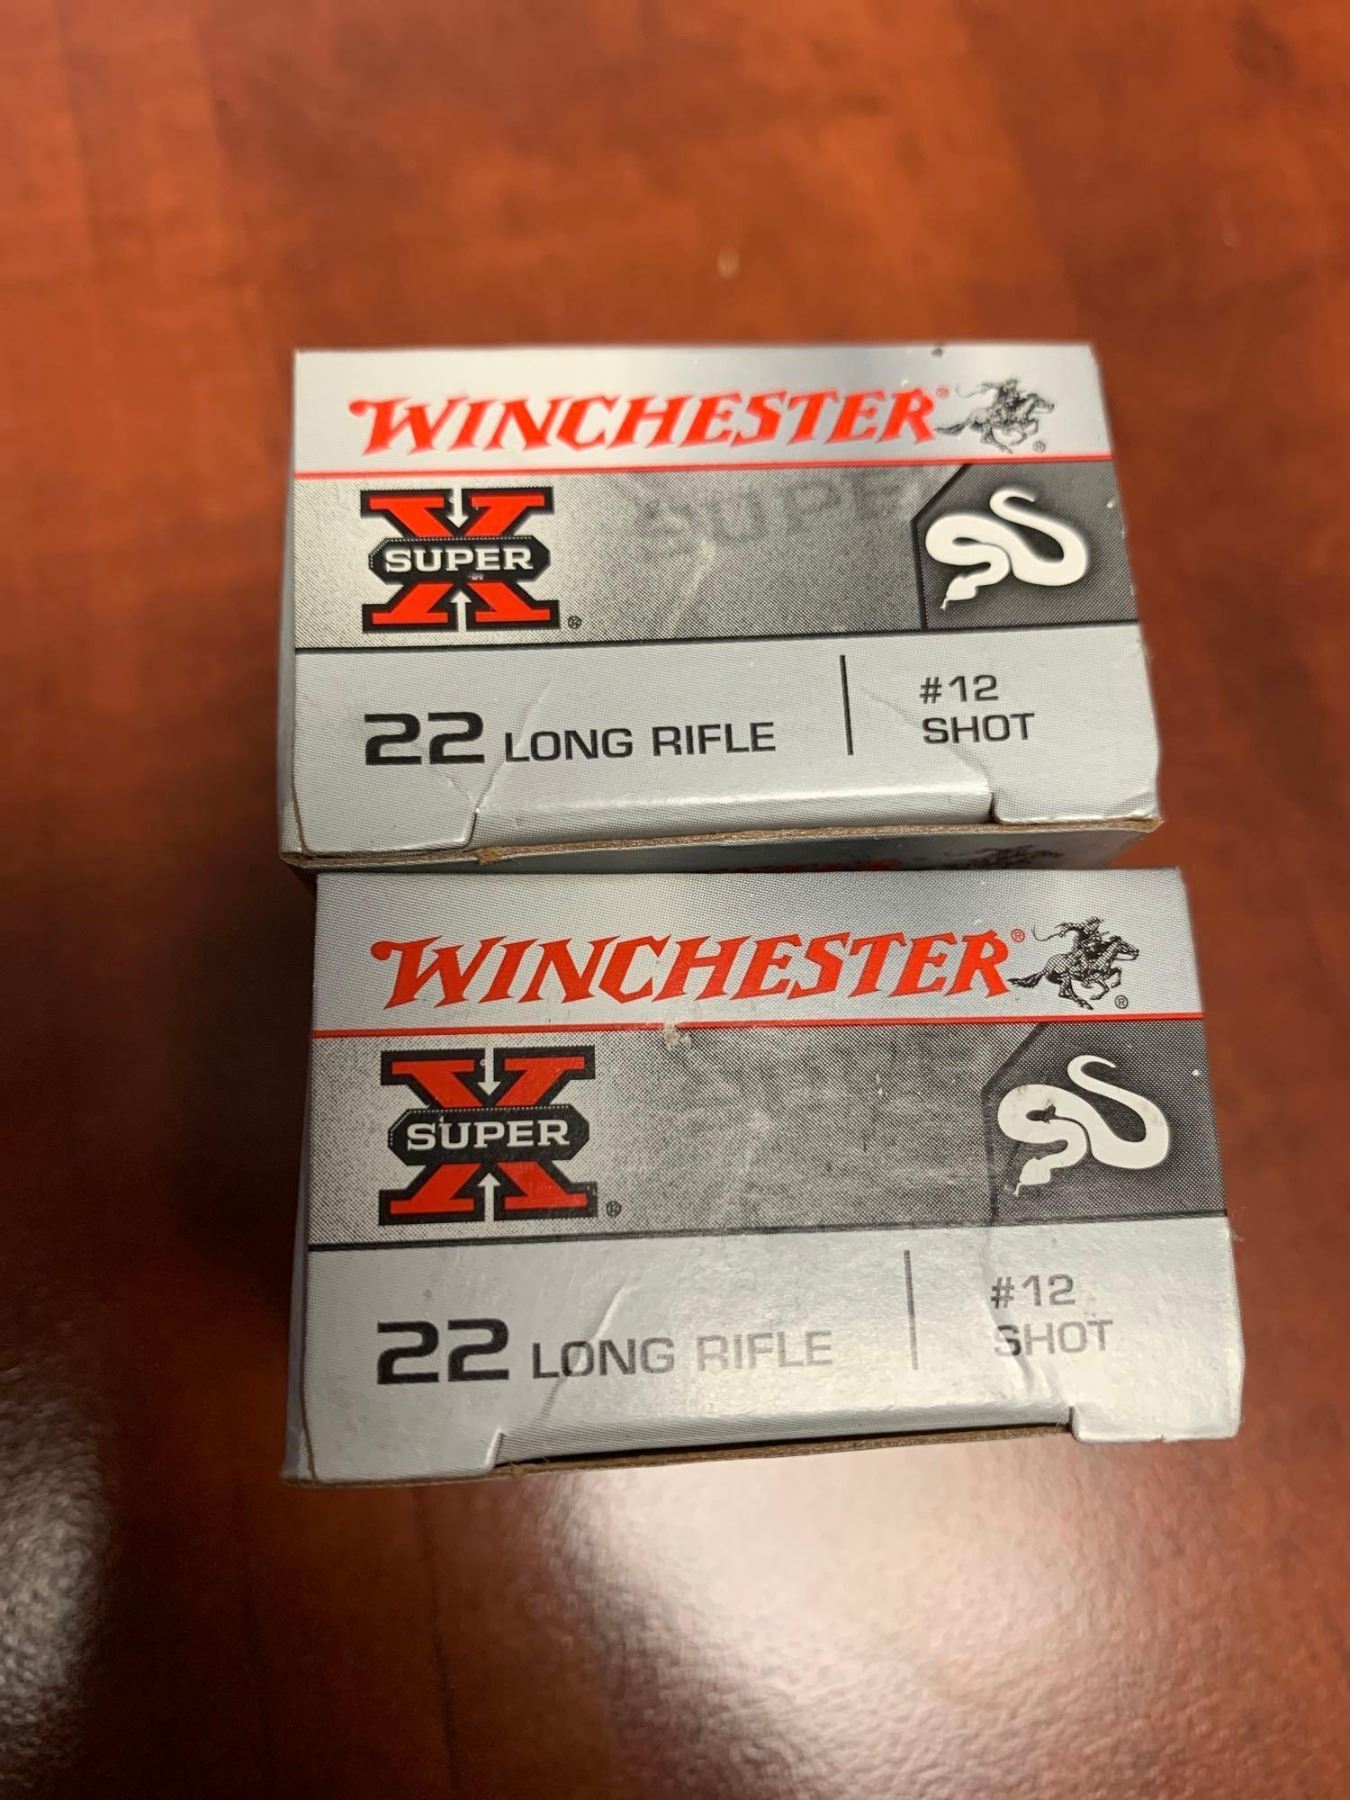 WINCHESTER®
®
SUPER
X
®
22 LONG RIFLE
#12
SHOT
WINCHESTER®
®
SUPER
X
®
22 LONG RIFLE
#12
SHOT